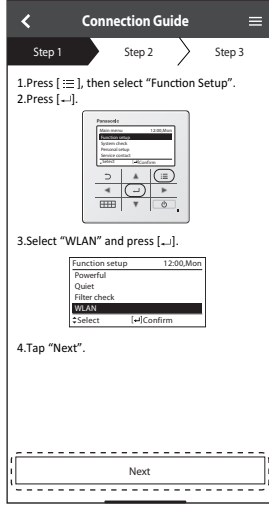 Connection Guide
Step 1 Step 2 Step 3
1.Press [ ], then select “Function Setup”.
2.Press [↵].
Panasonic
Main menu 12:00,Mon
Function setup
System check
Personal setup
Service contact
Select [↵]Confirm
3.Select “WLAN” and press [↵].
Function setup 12:00,Mon
Powerful
Quiet
Filter check
WLAN
Select [↵]Confirm
4.Tap “Next”.
Next